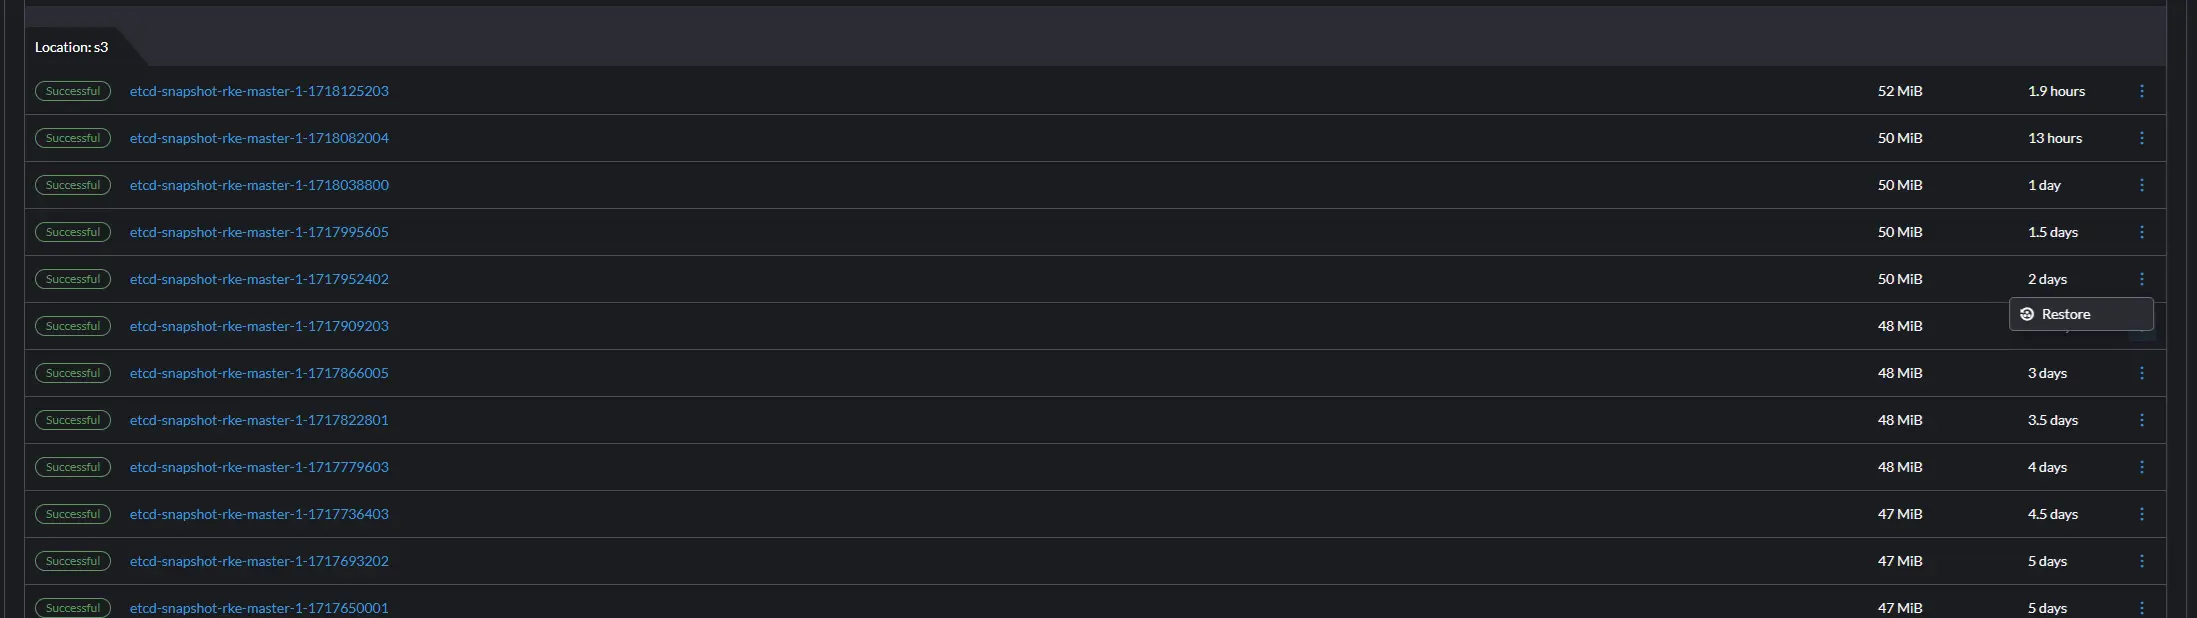 Location: s3
Successful etcd-snapshot-rke-master-1-1718125203 52 MiB 1.9 hours
Successful etcd-snapshot-rke-master-1-1718082004 50 MiB 13 hours
Successful etcd-snapshot-rke-master-1-1718038800 50 MiB 1 day
Successful etcd-snapshot-rke-master-1-1717995605 50 MiB 1.5 days
Successful etcd-snapshot-rke-master-1-1717952402 50 MiB 2 days
Restore
Successful etcd-snapshot-rke-master-1-1717909203 48 MiB
Successful etcd-snapshot-rke-master-1-1717866005 48 MiB 3 days
Successful etcd-snapshot-rke-master-1-1717822801 48 MiB 3.5 days
Successful etcd-snapshot-rke-master-1-1717779603 48 MiB 4 days
Successful etcd-snapshot-rke-master-1-1717736403 47 MiB 4.5 days
Successful etcd-snapshot-rke-master-1-1717693202 47 MiB 5 days
Successful etcd-snapshot-rke-master-1-1717650001 47 MiB 5 days